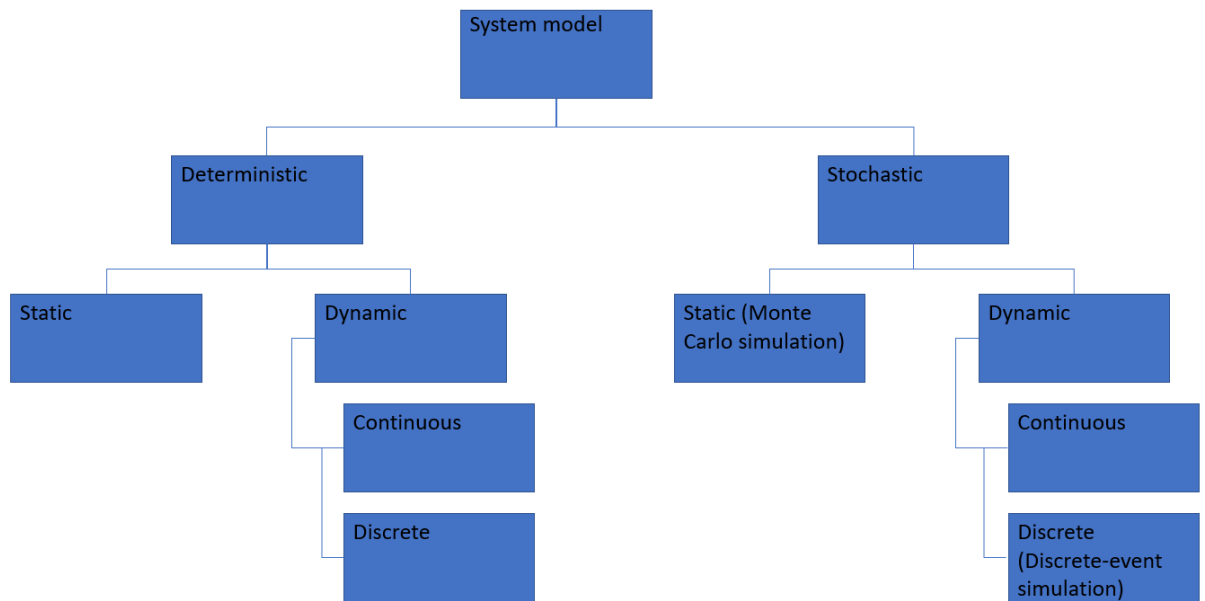 System model
Deterministic
Stochastic
Static
Dynamic
Static (Monte
Carlo simulation)
Dynamic
Continuous
Continuous
Discrete
Discrete
(Discrete-event
simulation)